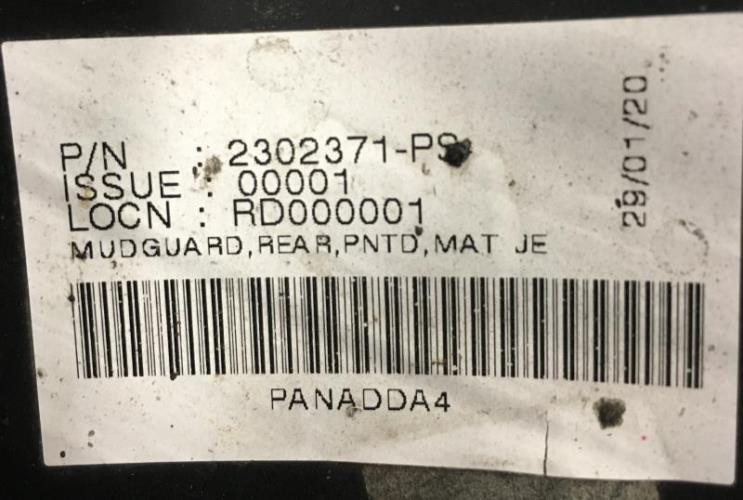 P/N : 2302371-PS
ISSUE : 00001
LOCN : RD000001
MUDGUARD,REAR,PNTD,MAT JE
PANADDA4
29/01/20